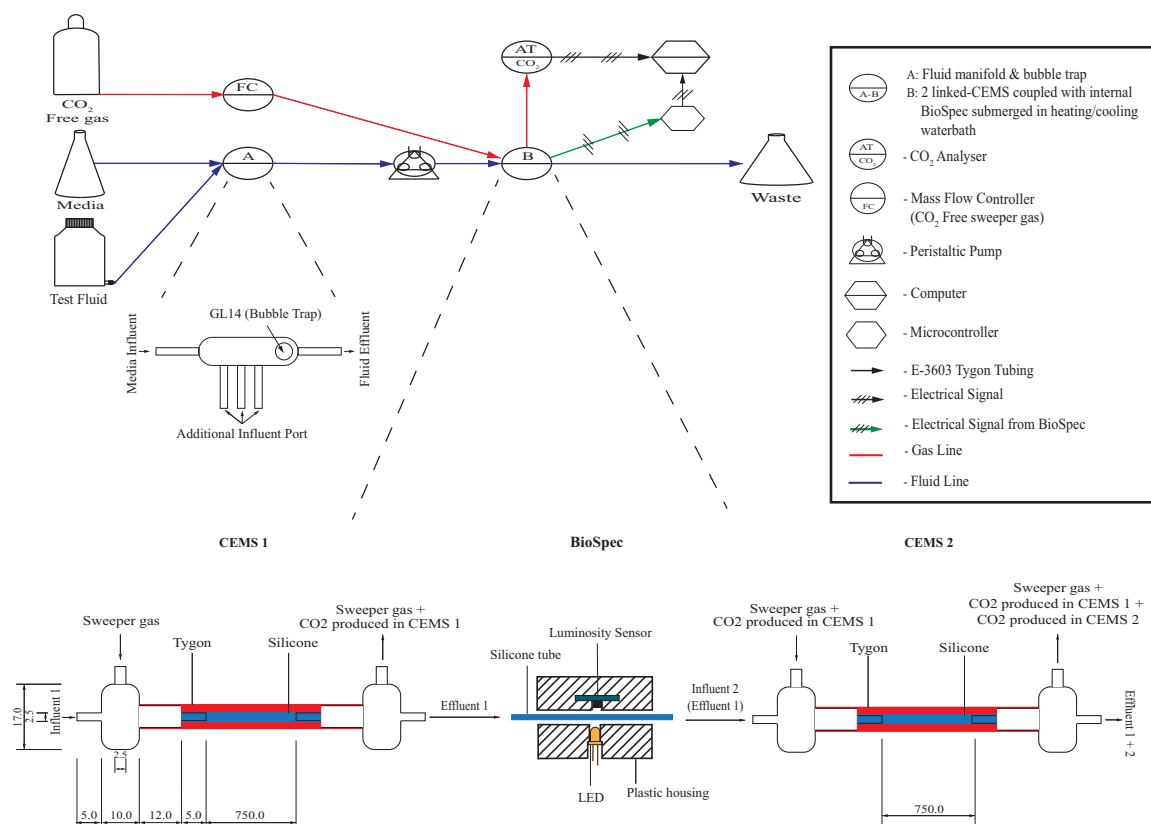 CO2
Free gas
FC
AT
CO2
Media
A
B
Waste
Test Fluid
GL14 (Bubble Trap)
Media Influent
Fluid Effluent
Additional Influent Port
A-B
A: Fluid manifold & bubble trap
B: 2 linked-CEMS coupled with internal
BioSpec submerged in heating/cooling
waterbath
AT
CO2
- CO2 Analyser
FC
- Mass Flow Controller
(CO2 Free sweeper gas)
- Peristaltic Pump
- Computer
- Microcontroller
- E-3603 Tygon Tubing
- Electrical Signal
- Electrical Signal from BioSpec
- Gas Line
- Fluid Line
CEMS 1
BioSpec
CEMS 2
Sweeper gas
Sweeper gas +
CO2 produced in CEMS 1
Tygon
Silicone
17.0
2.5
Influent 1
2.5
5.0
10.0
12.0
5.0
750.0
Effluent 1
Luminosity Sensor
Silicone tube
LED
Plastic housing
Influent 2
(Effluent 1)
Sweeper gas +
CO2 produced in CEMS 1
Sweeper gas +
CO2 produced in CEMS 1 +
CO2 produced in CEMS 2
Tygon
Silicone
Effluent 1 + 2
750.0